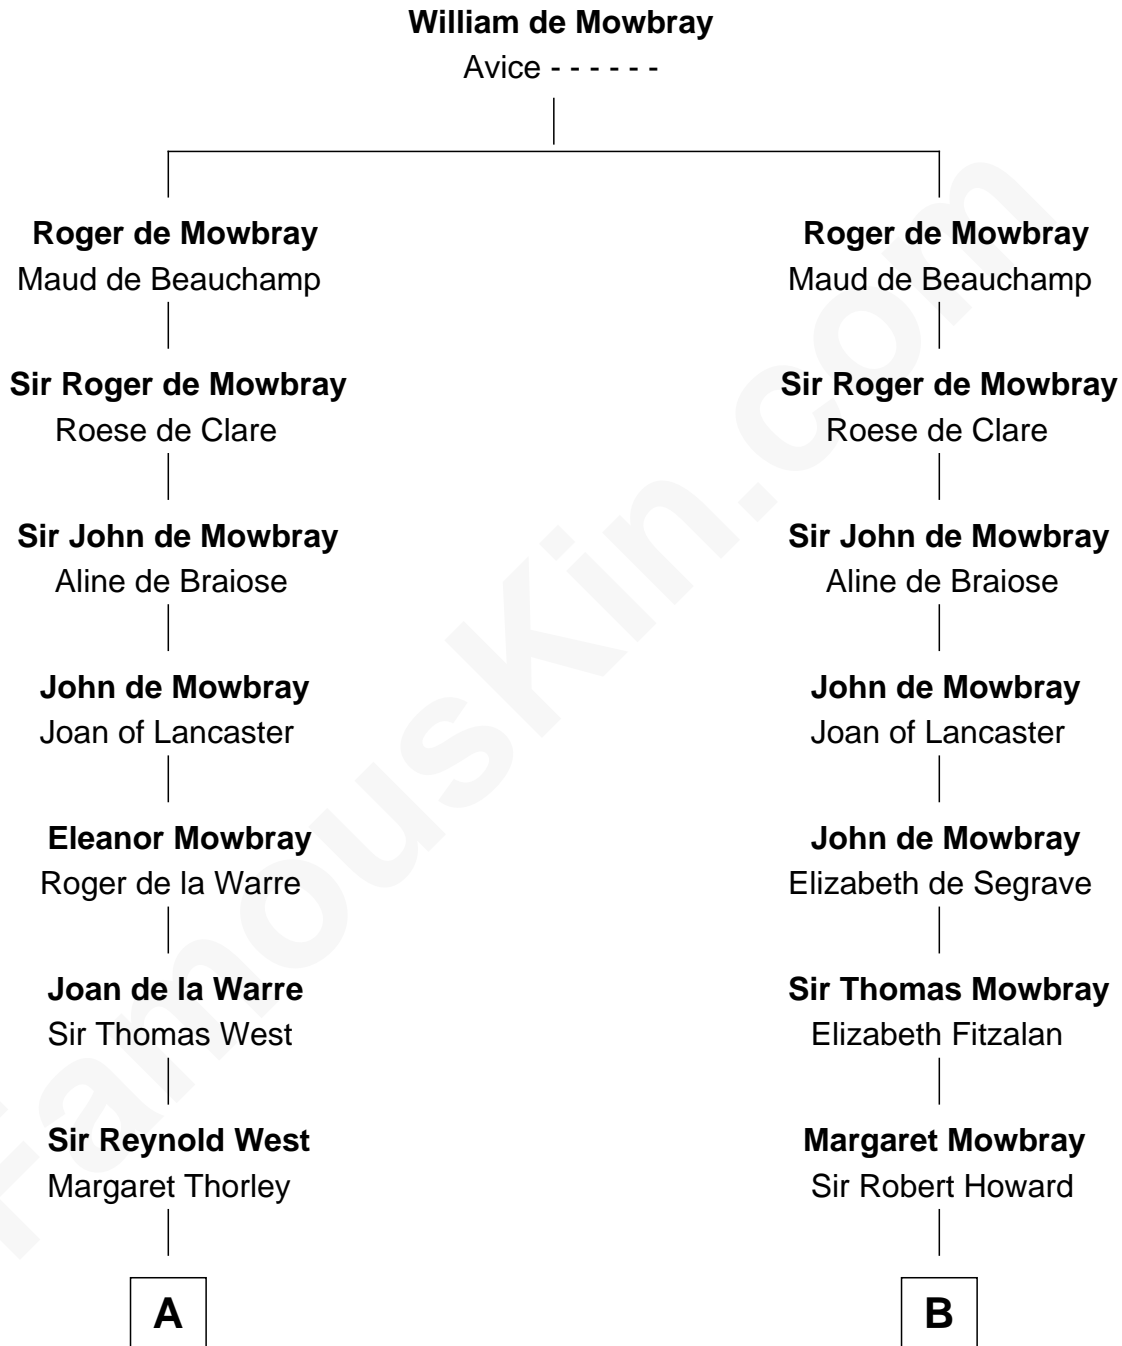 William de Mowbray
Avice - - - - - -
Roger de Mowbray
Maud de Beauchamp
Sir Roger de Mowbray
Roese de Clare
Sir John de Mowbray
Aline de Braiose
John de Mowbray
Joan of Lancaster
Eleanor Mowbray
Roger de la Warre
Joan de la Warre
Sir Thomas West
Sir Reynold West
Margaret Thorley
A
Roger de Mowbray
Maud de Beauchamp
Sir Roger de Mowbray
Roese de Clare
Sir John de Mowbray
Aline de Braiose
John de Mowbray
Joan of Lancaster
John de Mowbray
Elizabeth de Segrave
Sir Thomas Mowbray
Elizabeth Fitzalan
Margaret Mowbray
Sir Robert Howard
B
FamousKin.com